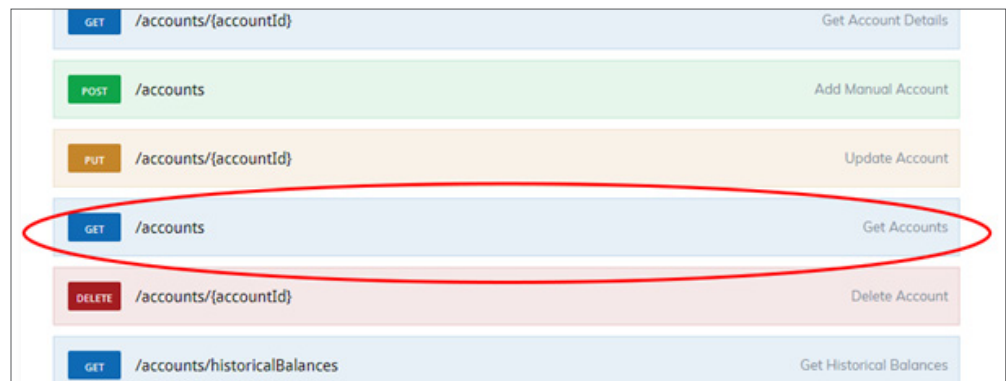 GET /accounts/{accountId} Get Account Details
POST /accounts Add Manual Account
PUT /accounts/{accountId} Update Account
GET /accounts Get Accounts
DELETE /accounts/{accountId} Delete Account
GET /accounts/historicalBalances Get Historical Balances